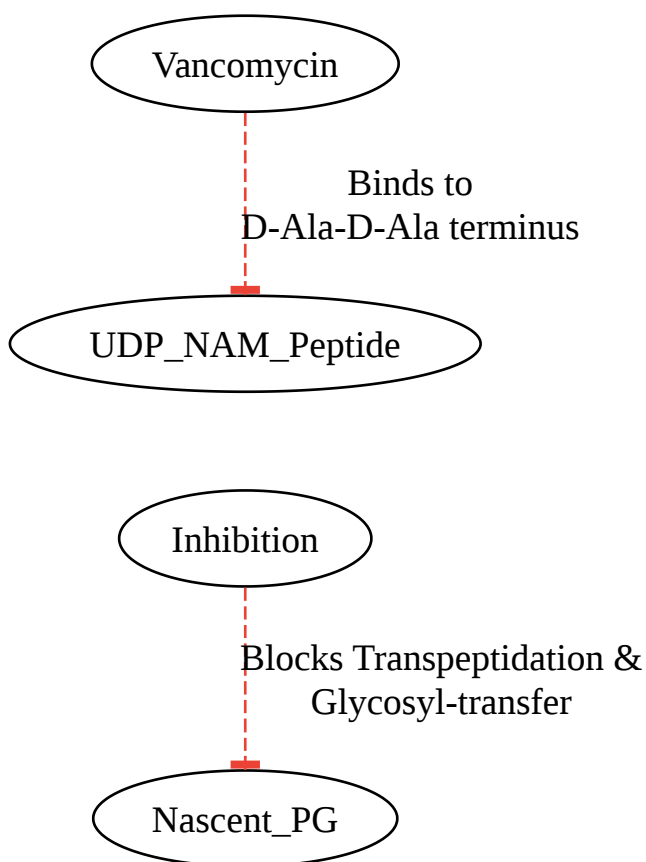 Vancomycin
Binds to
D-Ala-D-Ala terminus
UDP_NAM_Peptide
Inhibition
Blocks Transpeptidation &
Glycosyl-transfer
Nascent_PG